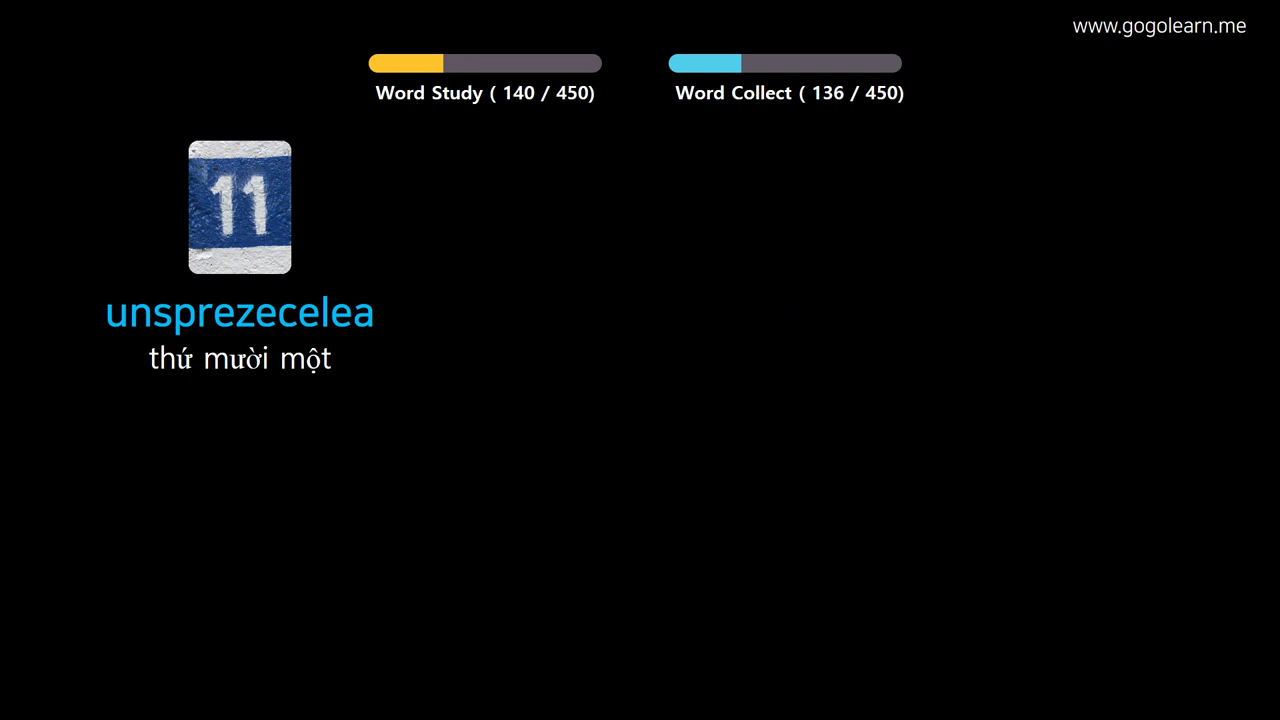 www.gogolearn.me
Word Study ( 140 / 450)
Word Collect ( 136 / 450)
11
unsprezecelea
thứ mười một